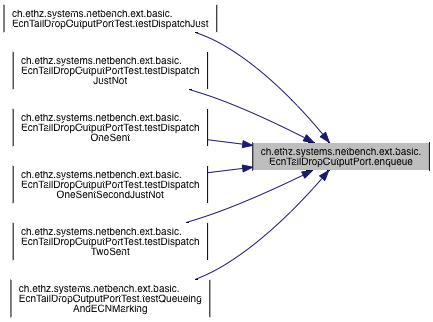 ch.ethz.systems.netbench.ext.basic.
EcnTailDropOutputPortTest.testDispatchJust
ch.ethz.systems.netbench.ext.basic.
EcnTailDropOutputPortTest.testDispatch
JustNot
ch.ethz.systems.netbench.ext.basic.
EcnTailDropOutputPortTest.testDispatch
OneSent
ch.ethz.systems.netbench.ext.basic.
EcnTailDropOutputPort.enqueue
ch.ethz.systems.netbench.ext.basic.
EcnTailDropOutputPortTest.testDispatch
OneSentSecondJustNot
ch.ethz.systems.netbench.ext.basic.
EcnTailDropOutputPortTest.testDispatch
TwoSent
ch.ethz.systems.netbench.ext.basic.
EcnTailDropOutputPortTest.testQueueing
AndECNMarking